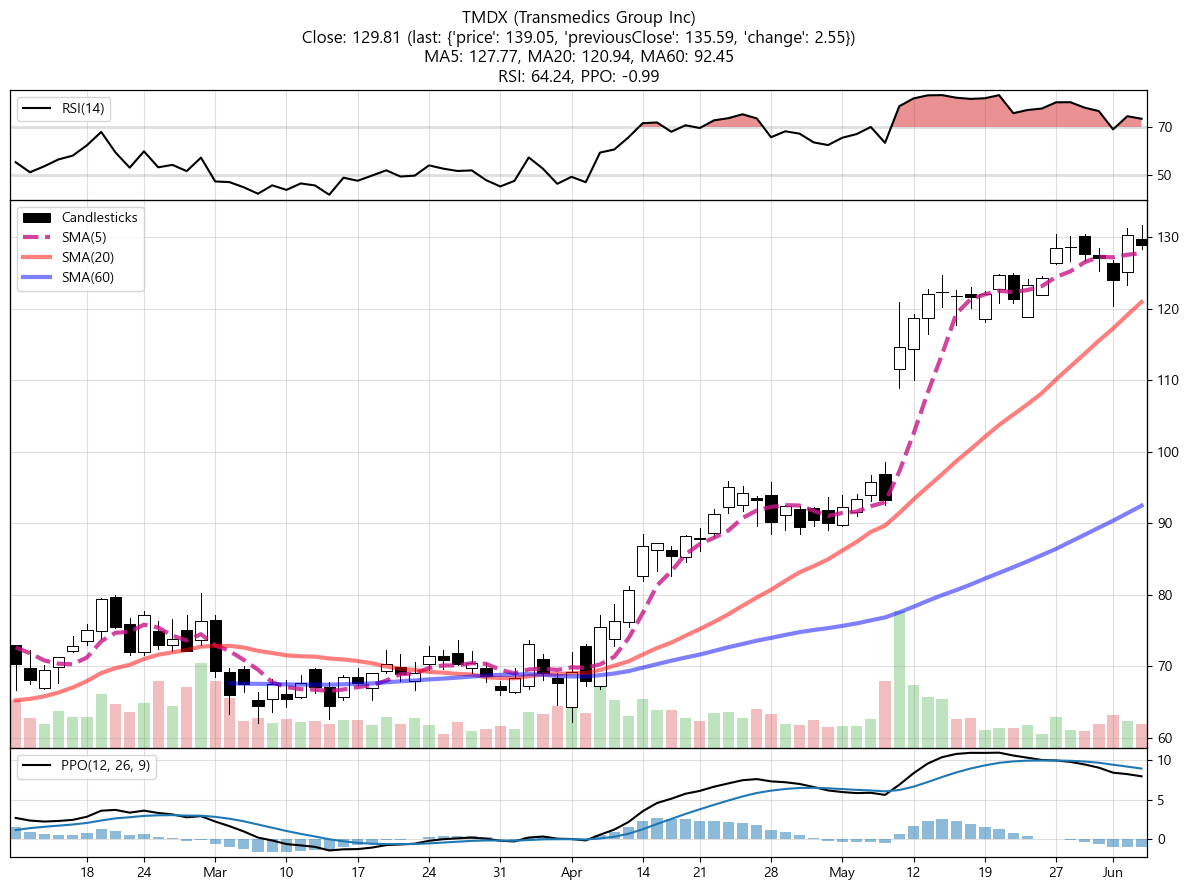 TMDX (Transmedics Group Inc)
Close: 129.81 (last: {'price': 139.05, 'previousClose': 135.59, 'change': 2.55})
MA5: 127.77, MA20: 120.94, MA60: 92.45
RSI: 64.24, PPO: -0.99
RSI(14)
70
50
Candlesticks
SMA(5)
SMA(20)
SMA(60)
130
120
110
100
90
80
70
60
PPO(12, 26, 9)
10
5
0
18 24 Mar 10 17 24 31 Apr 14 21 28 May 12 19 27 Jun